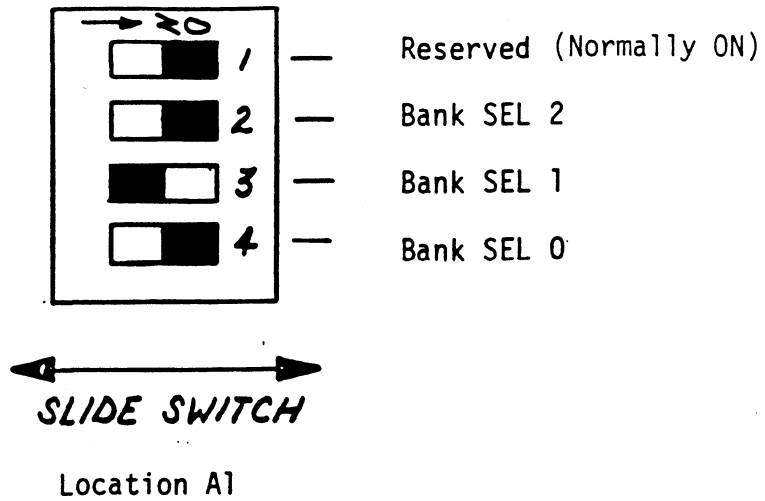 → ON
1 — Reserved (Normally ON)
2 — Bank SEL 2
3 — Bank SEL 1
4 — Bank SEL 0
SLIDE SWITCH
Location A1